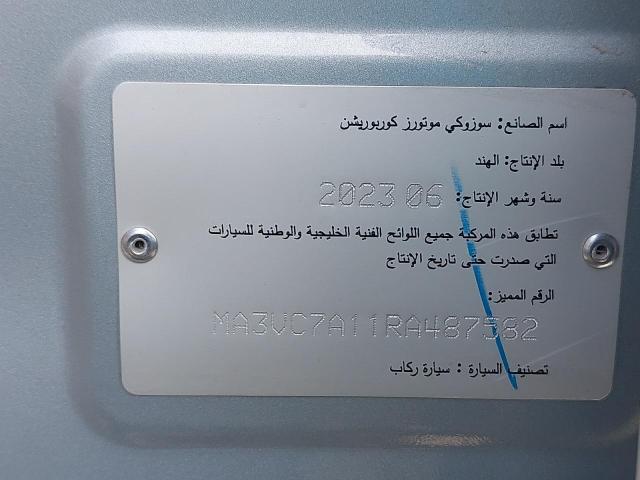 اسم الصانع: سوزوكي موتورز كوربوريشن
بلد الإنتاج: الهند
سنة وشهر الإنتاج: 2023 06
تطابق هذه المركبة جميع اللوائح الفنية الخليجية والوطنية للسيارات
التي صدرت حتى تاريخ الإنتاج
الرقم المميز:
MA3VC7A11RA487582
تصنيف السيارة : سيارة ركاب